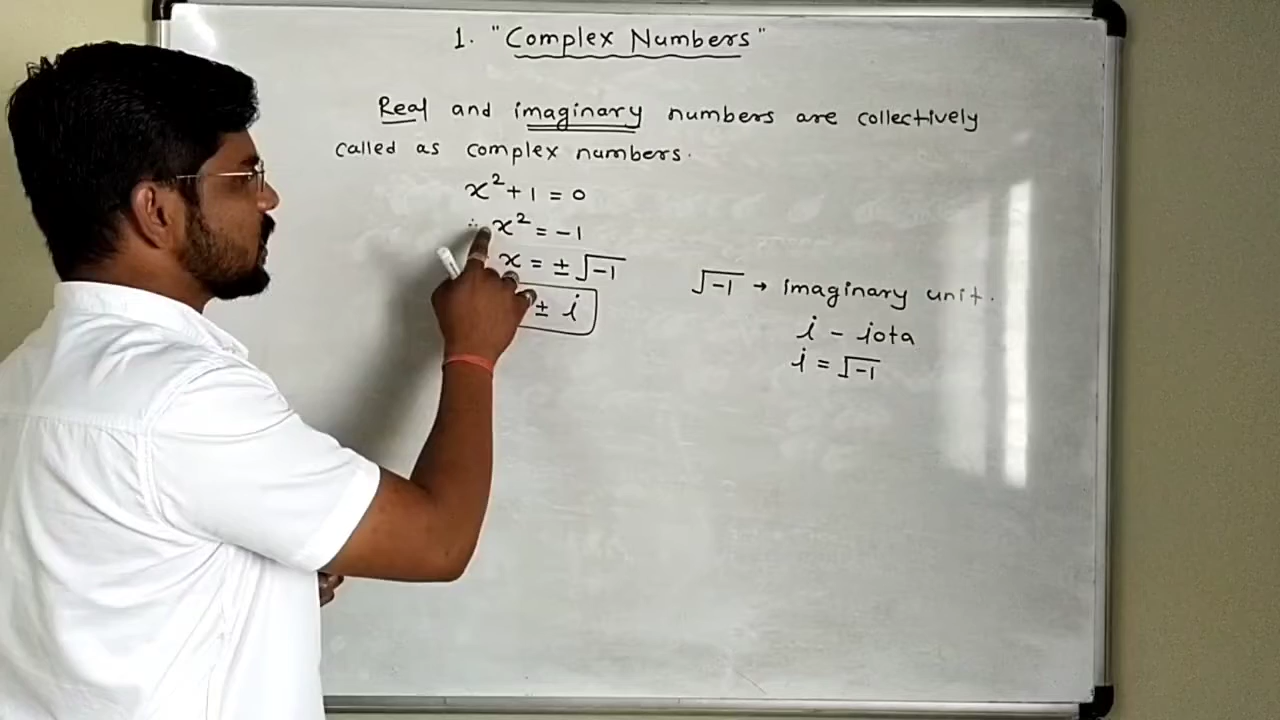 1. "Complex Numbers"
Real and imaginary numbers are collectively
called as complex numbers.
x² + 1 = 0
∴ x² = -1
x = ± √-1
± i
√-1 → imaginary unit.
i - iota
i = √-1